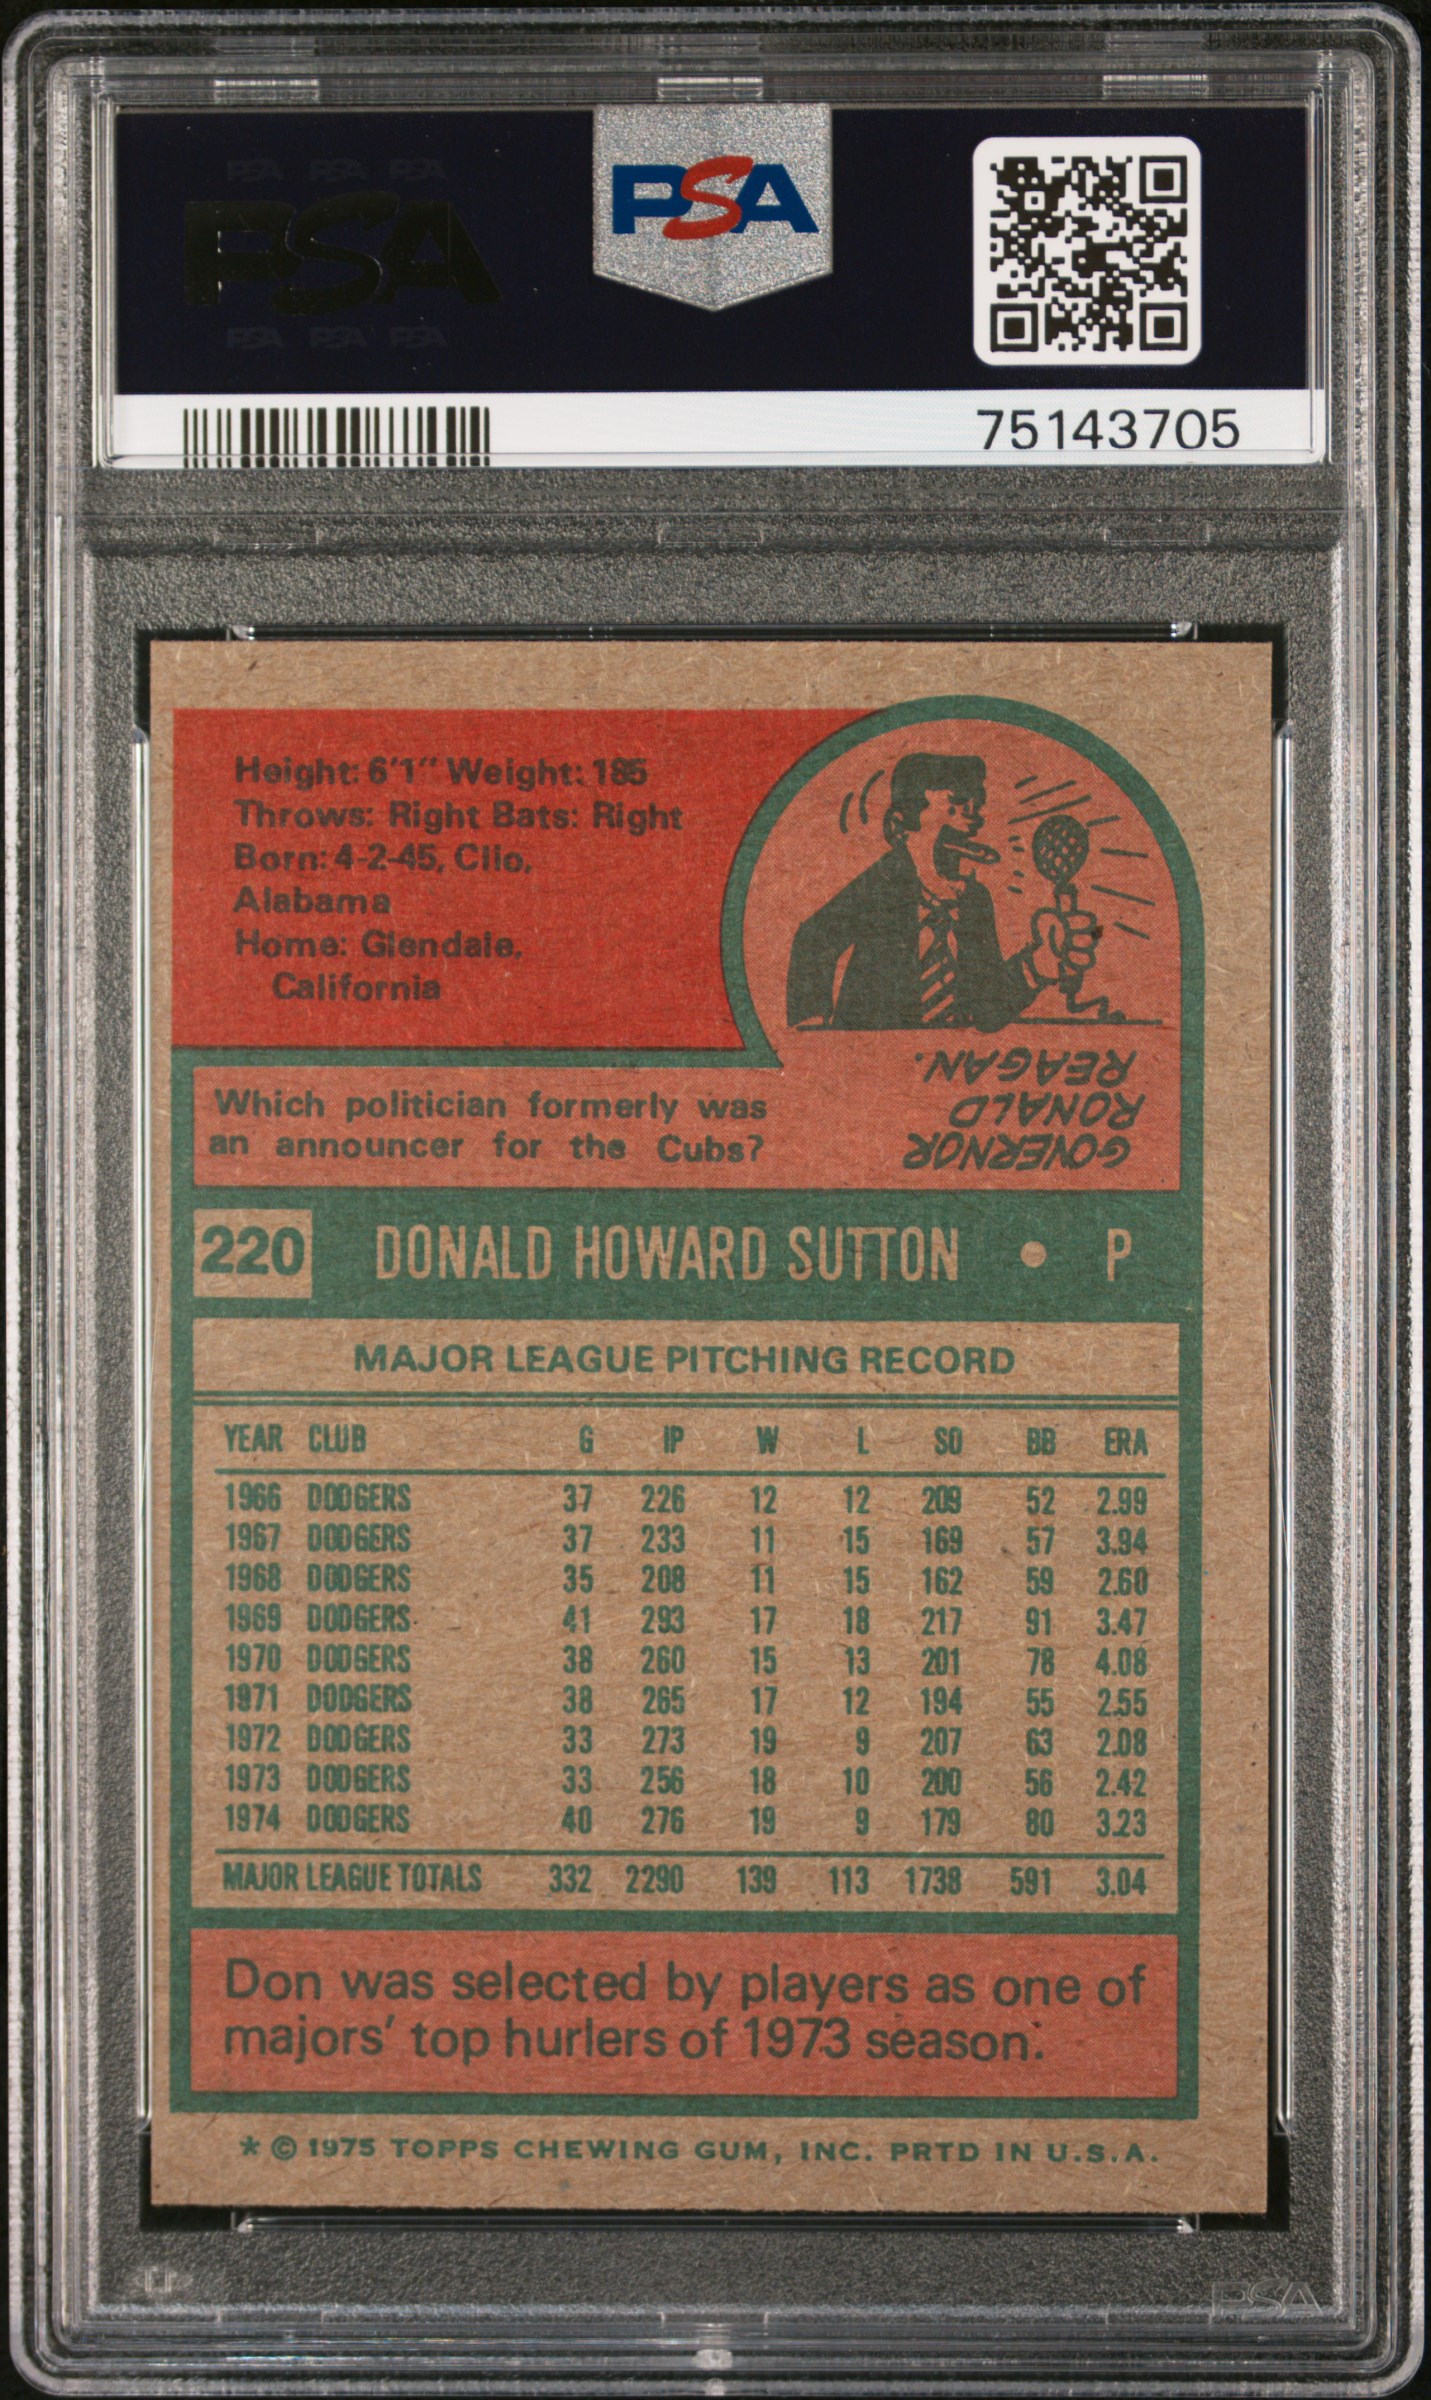 PSA PSA PSA
PSA
PSA PSA PSA
PSA
75143705
Height: 6'1" Weight: 185
Throws: Right Bats: Right
Born: 4-2-45, Clio,
Alabama
Home: Glendale,
California
Which politician formerly was
an announcer for the Cubs?
GOVERNOR
RONALD
REAGAN.
220 DONALD HOWARD SUTTON • P
MAJOR LEAGUE PITCHING RECORD
YEAR CLUB G IP W L SO BB ERA
1966 DODGERS 37 226 12 12 209 52 2.99
1967 DODGERS 37 233 11 15 169 57 3.94
1968 DODGERS 35 208 11 15 162 59 2.60
1969 DODGERS 41 293 17 18 217 91 3.47
1970 DODGERS 38 260 15 13 201 78 4.08
1971 DODGERS 38 265 17 12 194 55 2.55
1972 DODGERS 33 273 19 9 207 63 2.08
1973 DODGERS 33 256 18 10 200 56 2.42
1974 DODGERS 40 276 19 9 179 80 3.23
MAJOR LEAGUE TOTALS 332 2290 139 113 1738 591 3.04
Don was selected by players as one of
majors' top hurlers of 1973 season.
* © 1975 TOPPS CHEWING GUM, INC. PRTD IN U.S.A.
PSA